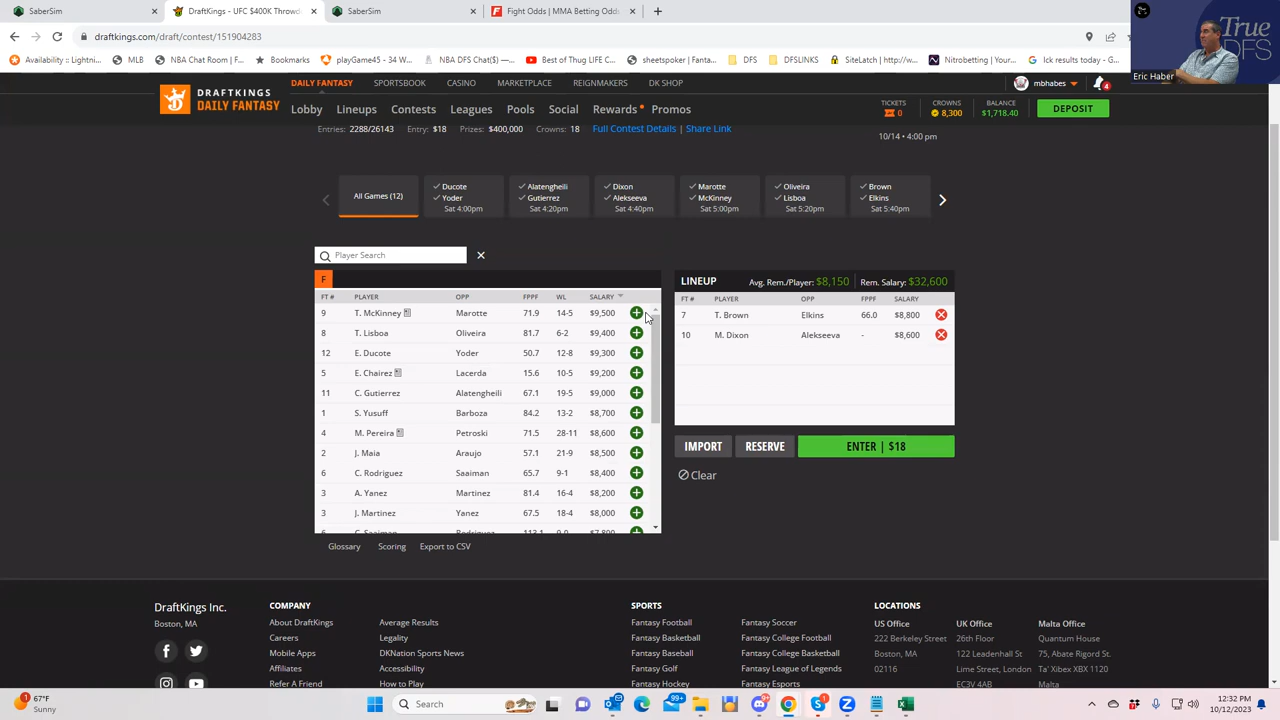 SaberSim
DraftKings - UFC $400K Throwdo
SaberSim
Fight Odds | MMA Betting Odds
draftkings.com/draft/contest/151904283
Availability :: Lightni...
MLB
NBA Chat Room - F...
playGame45 - 34 W...
Best of Thug LIFE C...
NBA DFS Chat($) -...
sheetspoker | Fanta...
DFS
DFSLINKS
SiteLatch | http://w...
Nitrobetting | Your...
Ick results today - G...
True
DFS
Eric Haber
DRAFTKINGS
DAILY FANTASY
DAILY FANTASY
SPORTSBOOK
CASINO
MARKETPLACE
REIGNMAKERS
DK SHOP
mbhabes
4
Lobby
Lineups
Contests
Leagues
Pools
Social
Rewards
Promos
TICKETS
0
CROWNS
8,300
BALANCE
$1,718.40
DEPOSIT
Entries: 2288/26143 Entry: $18 Prizes: $400,000 Crowns: 18 Full Contest Details | Share Link
10/14 • 4:00 pm
All Games (12)
Ducote
Yoder
Sat 4:00pm
Alatengheili
Gutierrez
Sat 4:20pm
Dixon
Alekseeva
Sat 4:40pm
Marotte
McKinney
Sat 5:00pm
Oliveira
Lisboa
Sat 5:20pm
Brown
Elkins
Sat 5:40pm
Player Search
F
FT # PLAYER OPP FPPF WL SALARY
9 T. McKinney Marotte 71.9 14-5 $9,500
8 T. Lisboa Oliveira 81.7 6-2 $9,400
12 E. Ducote Yoder 50.7 12-8 $9,300
5 E. Chairez Lacerda 15.6 10-5 $9,200
11 C. Gutierrez Alatengheili 67.1 19-5 $9,000
1 S. Yusuff Barboza 84.2 13-2 $8,700
4 M. Pereira Petroski 71.5 28-11 $8,600
2 J. Maia Araujo 57.1 21-9 $8,500
6 C. Rodriguez Saaiman 65.7 9-1 $8,400
3 A. Yanez Martinez 81.4 16-4 $8,200
3 J. Martinez Yanez 67.5 18-4 $8,000
6 C. Saaiman Rodriguez 113.1 9-0 $7,800
Glossary
Scoring
Export to CSV
LINEUP Avg. Rem./Player: $8,150 Rem. Salary: $32,600
FT # PLAYER OPP FPPF SALARY
7 T. Brown Elkins 66.0 $8,800
10 M. Dixon Alekseeva - $8,600
IMPORT
RESERVE
ENTER | $18
Clear
DraftKings Inc.
Boston, MA
COMPANY
About DraftKings
Careers
Mobile Apps
Affiliates
Refer A Friend
Average Results
Legality
DKNation Sports News
Accessibility
How to Play
SPORTS
Fantasy Football
Fantasy Basketball
Fantasy Baseball
Fantasy Golf
Fantasy Hockey
Fantasy Soccer
Fantasy College Football
Fantasy College Basketball
Fantasy League of Legends
Fantasy Esports
LOCATIONS
US Office
222 Berkeley Street
Boston, MA
02116
UK Office
26th Floor
122 Leadenhall St
Lime Street, London
EC3V 4AB
Malta Office
Quantum House
75, Abate Rigord St.
Ta' Xibex XBX 1120
Malta
67°F
Sunny
Search
99+
12:32 PM
10/12/2023